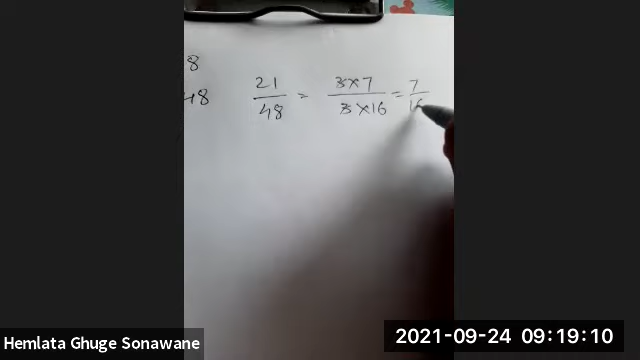 8
48
21/48 = 3×7/3×16 = 7/16
Hemlata Ghuge Sonawane
2021-09-24 09:19:10